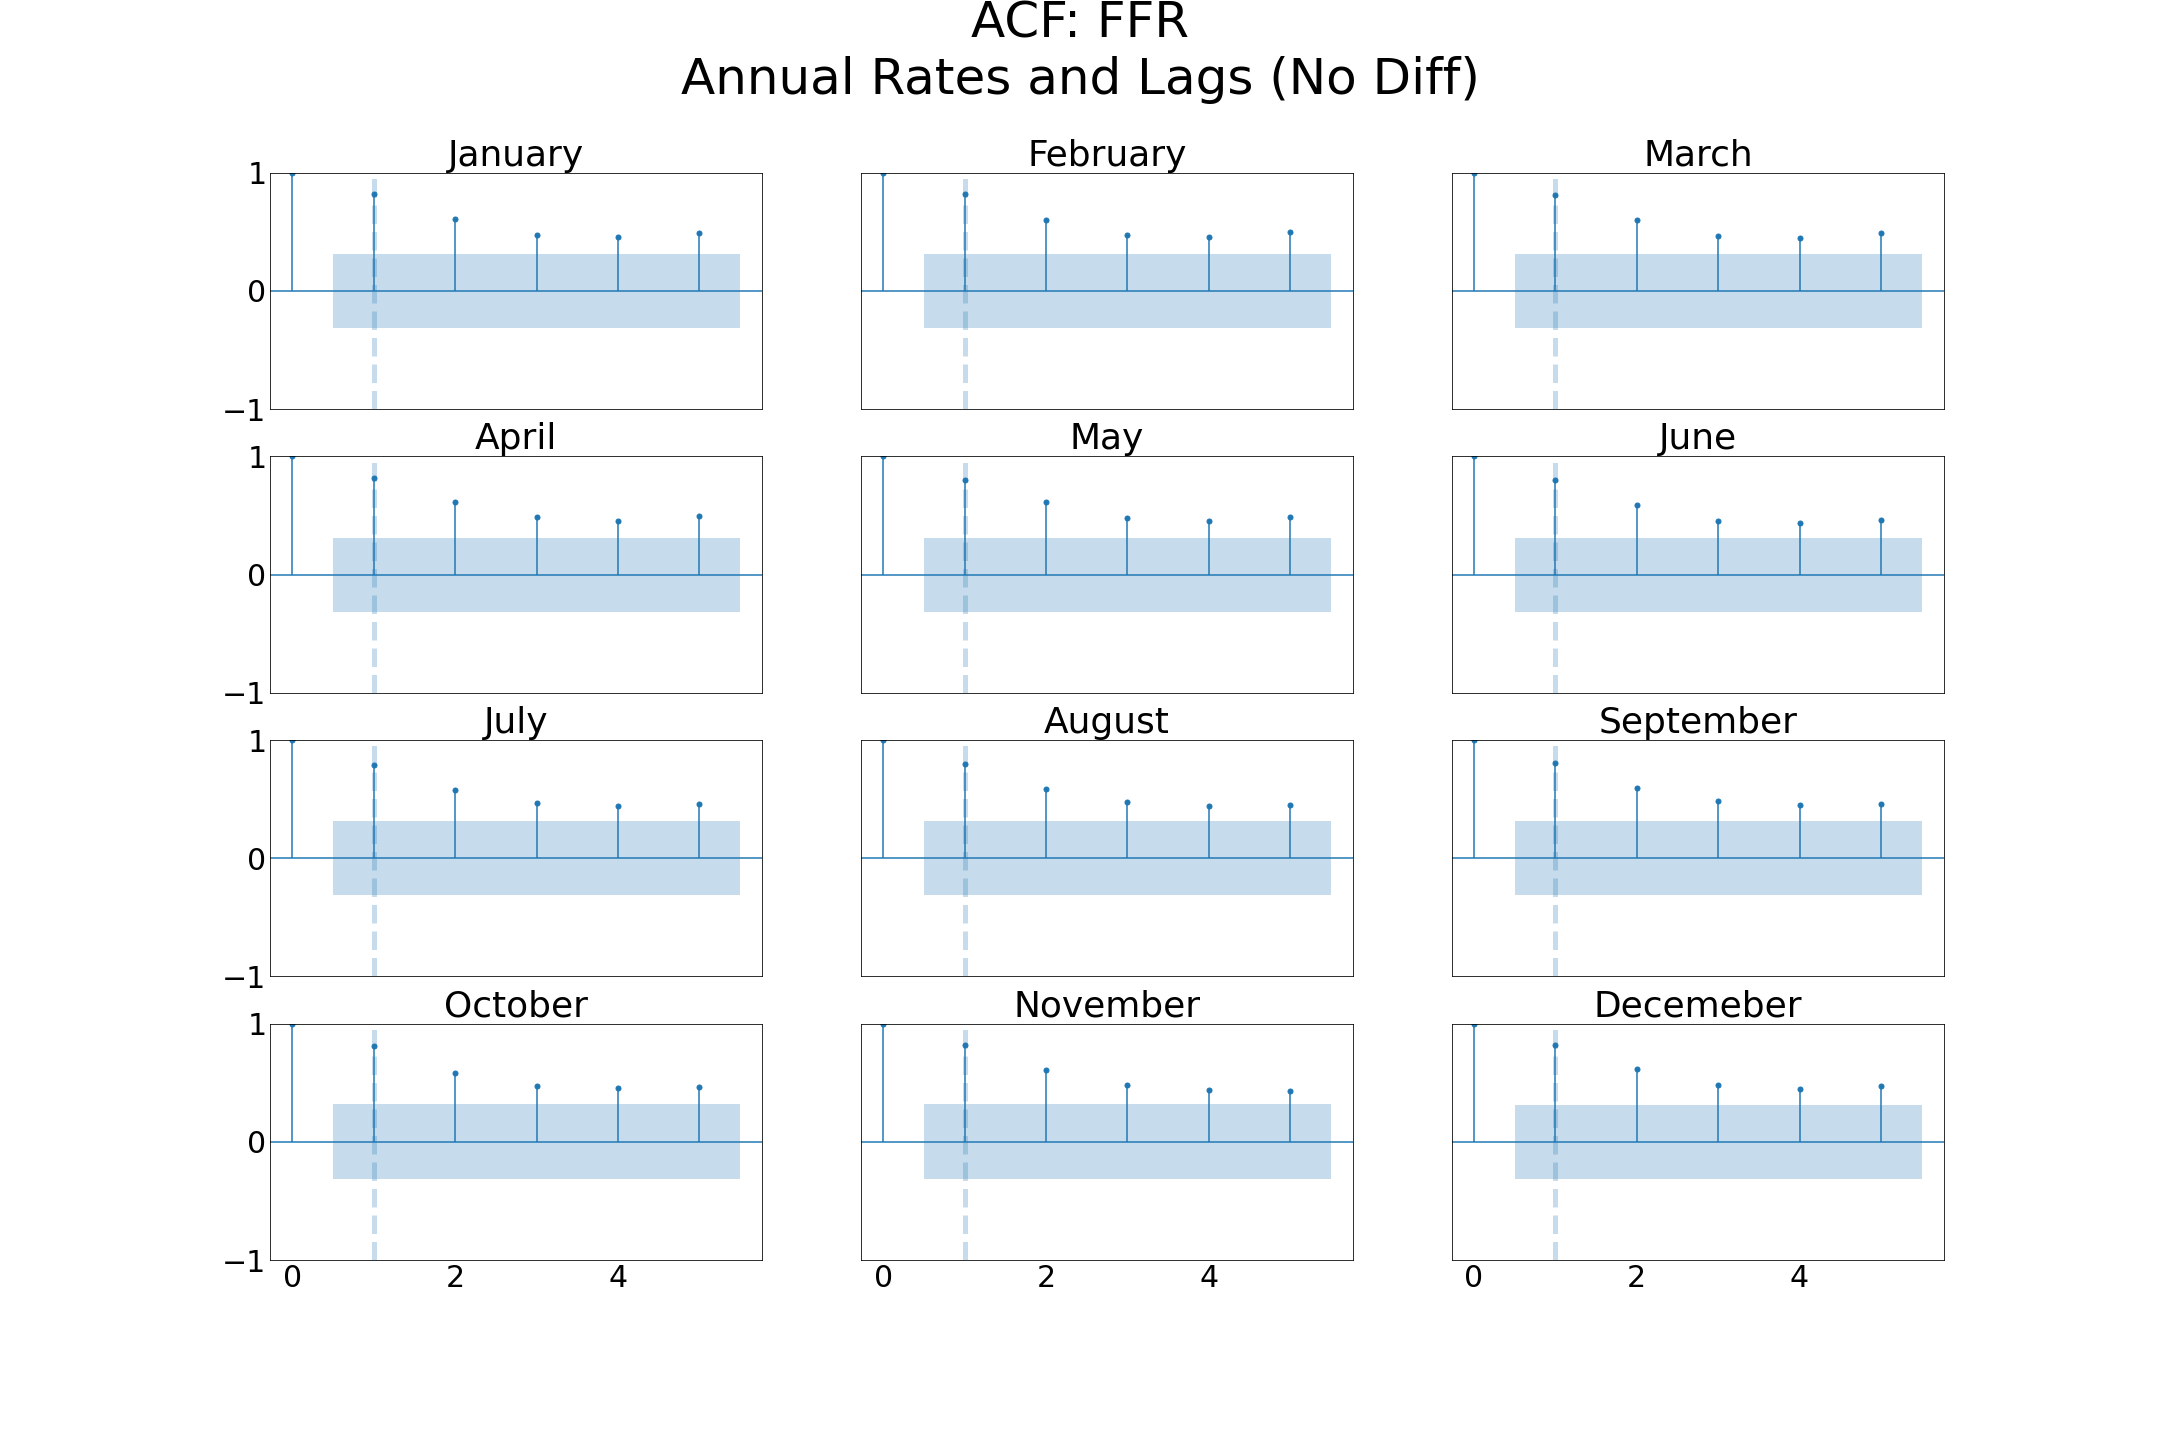 ACF: FFR
Annual Rates and Lags (No Diff)
January
February
March
1
0
−1
April
May
June
1
0
−1
July
August
September
1
0
−1
October
November
Decemeber
1
0
−1
0 2 4
0 2 4
0 2 4